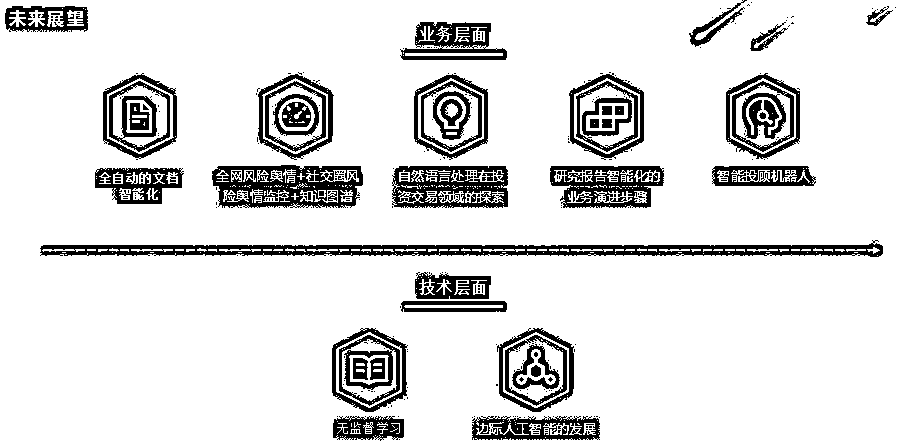 未来展望
业务层面
全自动的文档
智能化
全网风险舆情+社交圈风
险舆情监控+知识图谱
自然语言处理在投
资交易领域的探索
研究报告智能化的
业务演进步骤
智能投顾机器人
技术层面
无监督学习
边际人工智能的发展